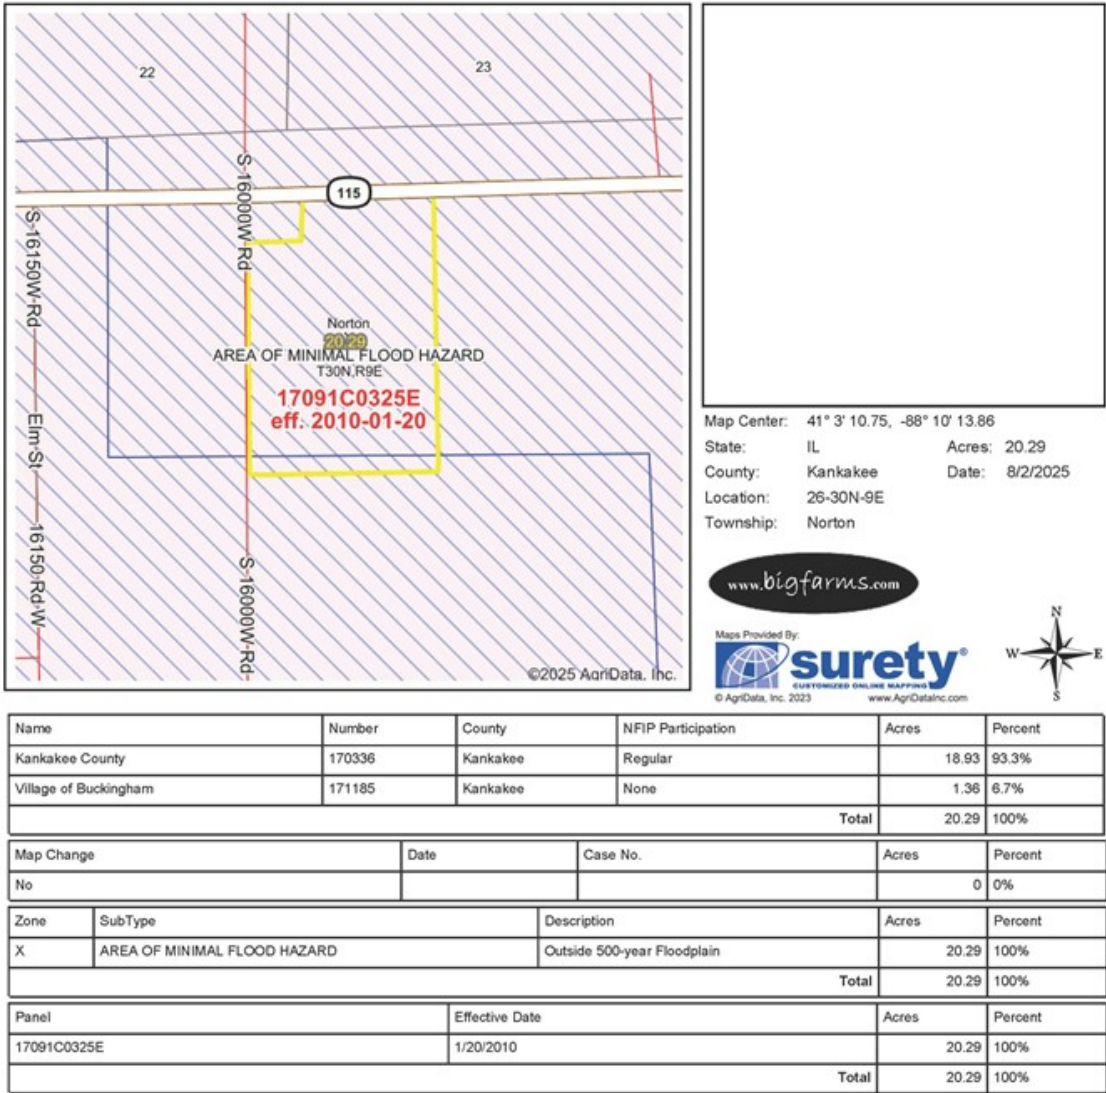 22
23
S 16000W Rd
115
S-16150W-Rd
Norton
20.29
AREA OF MINIMAL FLOOD HAZARD
T30N,R9E
17091C0325E
eff. 2010-01-20
Elm-St
16150-Rd-W
S-16000W-Rd
©2025 AgriData, Inc.
Map Center: 41° 3' 10.75, -88° 10' 13.86
State: IL Acres: 20.29
County: Kankakee Date: 8/2/2025
Location: 26-30N-9E
Township: Norton
www.bigfarms.com
Maps Provided By:
surety®
CUSTOMIZED ONLINE MAPPING
© AgriData, Inc. 2023 www.AgriDataInc.com
N
W E
S
Name Number County NFIP Participation Acres Percent
Kankakee County 170336 Kankakee Regular 18.93 93.3%
Village of Buckingham 171185 Kankakee None 1.36 6.7%
Total 20.29 100%
Map Change Date Case No. Acres Percent
No 0 0%
Zone SubType Description Acres Percent
X AREA OF MINIMAL FLOOD HAZARD Outside 500-year Floodplain 20.29 100%
Total 20.29 100%
Panel Effective Date Acres Percent
17091C0325E 1/20/2010 20.29 100%
Total 20.29 100%